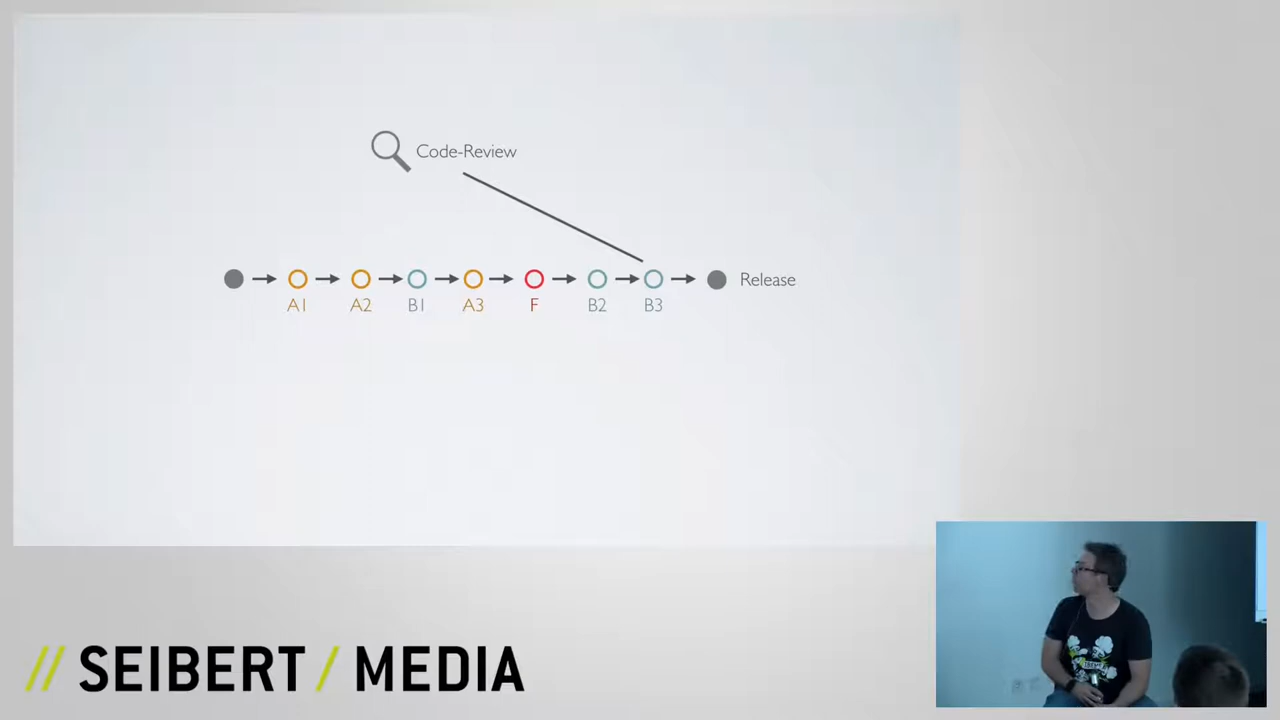 Code-Review
Release
A1 A2 B1 A3 F B2 B3
// SEIBERT / MEDIA